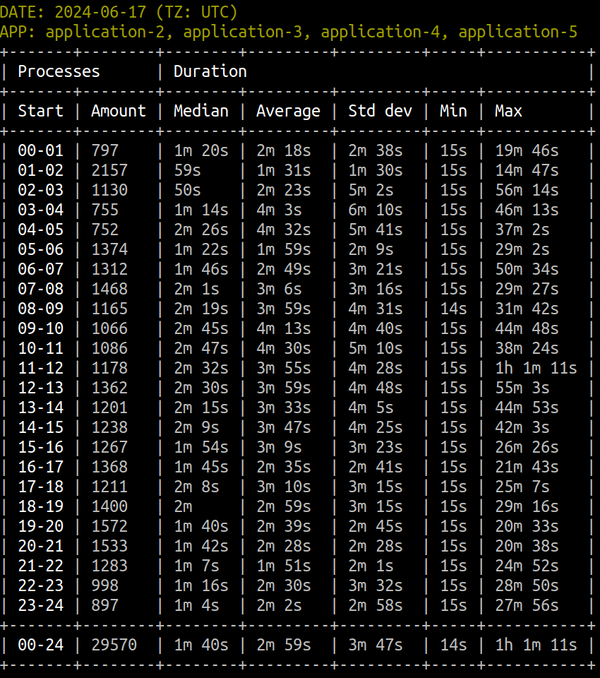 DATE: 2024-06-17 (TZ: UTC)
APP: application-2, application-3, application-4, application-5
+-------+--------+--------+---------+---------+-----+-----------+
| Processes      | Duration                                     |
+-------+--------+--------+---------+---------+-----+-----------+
| Start | Amount | Median | Average | Std dev | Min | Max       |
+-------+--------+--------+---------+---------+-----+-----------+
| 00-01 | 797    | 1m 20s | 2m 18s  | 2m 38s  | 15s | 19m 46s   |
| 01-02 | 2157   | 59s    | 1m 31s  | 1m 30s  | 15s | 14m 47s   |
| 02-03 | 1130   | 50s    | 2m 23s  | 5m 2s   | 15s | 56m 14s   |
| 03-04 | 755    | 1m 14s | 4m 3s   | 6m 10s  | 15s | 46m 13s   |
| 04-05 | 752    | 2m 26s | 4m 32s  | 5m 41s  | 15s | 37m 2s    |
| 05-06 | 1374   | 1m 22s | 1m 59s  | 2m 9s   | 15s | 29m 2s    |
| 06-07 | 1312   | 1m 46s | 2m 49s  | 3m 21s  | 15s | 50m 34s   |
| 07-08 | 1468   | 2m 1s  | 3m 6s   | 3m 16s  | 15s | 29m 27s   |
| 08-09 | 1165   | 2m 19s | 3m 59s  | 4m 31s  | 14s | 31m 42s   |
| 09-10 | 1066   | 2m 45s | 4m 13s  | 4m 40s  | 15s | 44m 48s   |
| 10-11 | 1086   | 2m 47s | 4m 30s  | 5m 10s  | 15s | 38m 24s   |
| 11-12 | 1178   | 2m 32s | 3m 55s  | 4m 28s  | 15s | 1h 1m 11s |
| 12-13 | 1362   | 2m 30s | 3m 59s  | 4m 48s  | 15s | 55m 3s    |
| 13-14 | 1201   | 2m 15s | 3m 33s  | 4m 5s   | 15s | 44m 53s   |
| 14-15 | 1238   | 2m 9s  | 3m 47s  | 4m 25s  | 15s | 42m 3s    |
| 15-16 | 1267   | 1m 54s | 3m 9s   | 3m 23s  | 15s | 26m 26s   |
| 16-17 | 1368   | 1m 45s | 2m 35s  | 2m 41s  | 15s | 21m 43s   |
| 17-18 | 1211   | 2m 8s  | 3m 10s  | 3m 15s  | 15s | 25m 7s    |
| 18-19 | 1400   | 2m     | 2m 59s  | 3m 15s  | 15s | 29m 16s   |
| 19-20 | 1572   | 1m 40s | 2m 39s  | 2m 45s  | 15s | 20m 33s   |
| 20-21 | 1533   | 1m 42s | 2m 28s  | 2m 28s  | 15s | 20m 38s   |
| 21-22 | 1283   | 1m 7s  | 1m 51s  | 2m 1s   | 15s | 24m 52s   |
| 22-23 | 998    | 1m 16s | 2m 30s  | 3m 32s  | 15s | 28m 50s   |
| 23-24 | 897    | 1m 4s  | 2m 2s   | 2m 58s  | 15s | 27m 56s   |
+-------+--------+--------+---------+---------+-----+-----------+
| 00-24 | 29570  | 1m 40s | 2m 59s  | 3m 47s  | 14s | 1h 1m 11s |
+-------+--------+--------+---------+---------+-----+-----------+